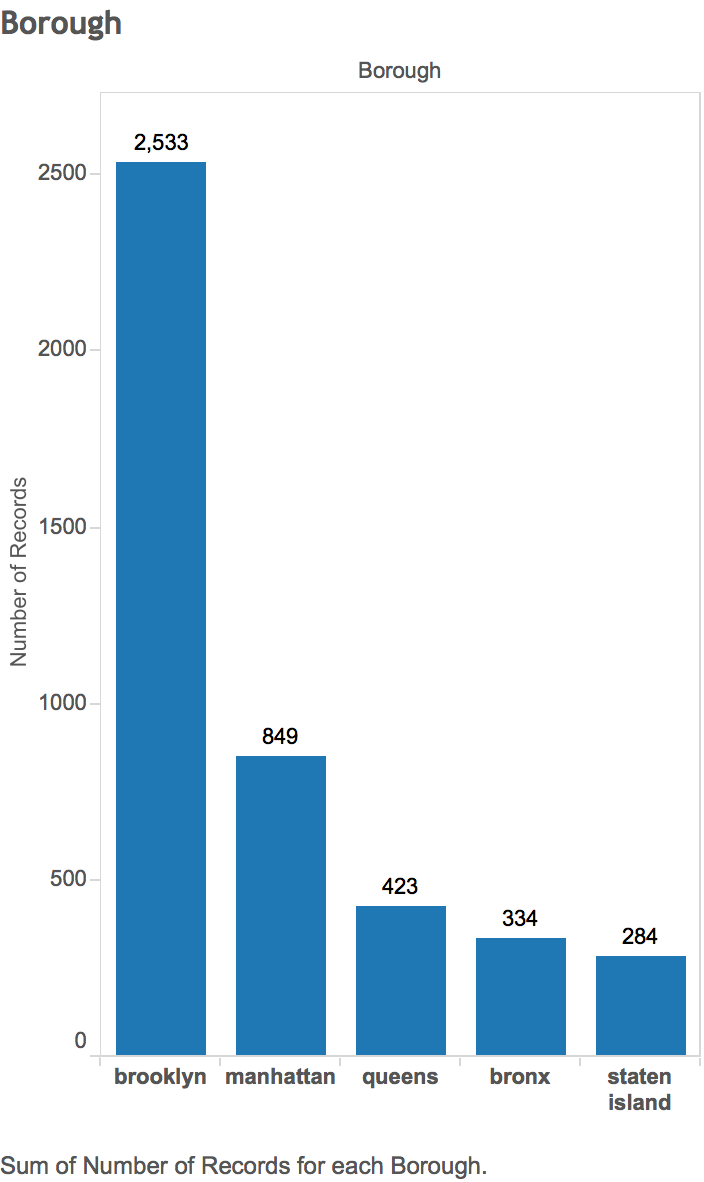 Borough
Borough
2,533
2500
2000
1500
Number of Records
1000
849
500
423
334
284
0
brooklyn manhattan queens bronx staten
island
Sum of Number of Records for each Borough.